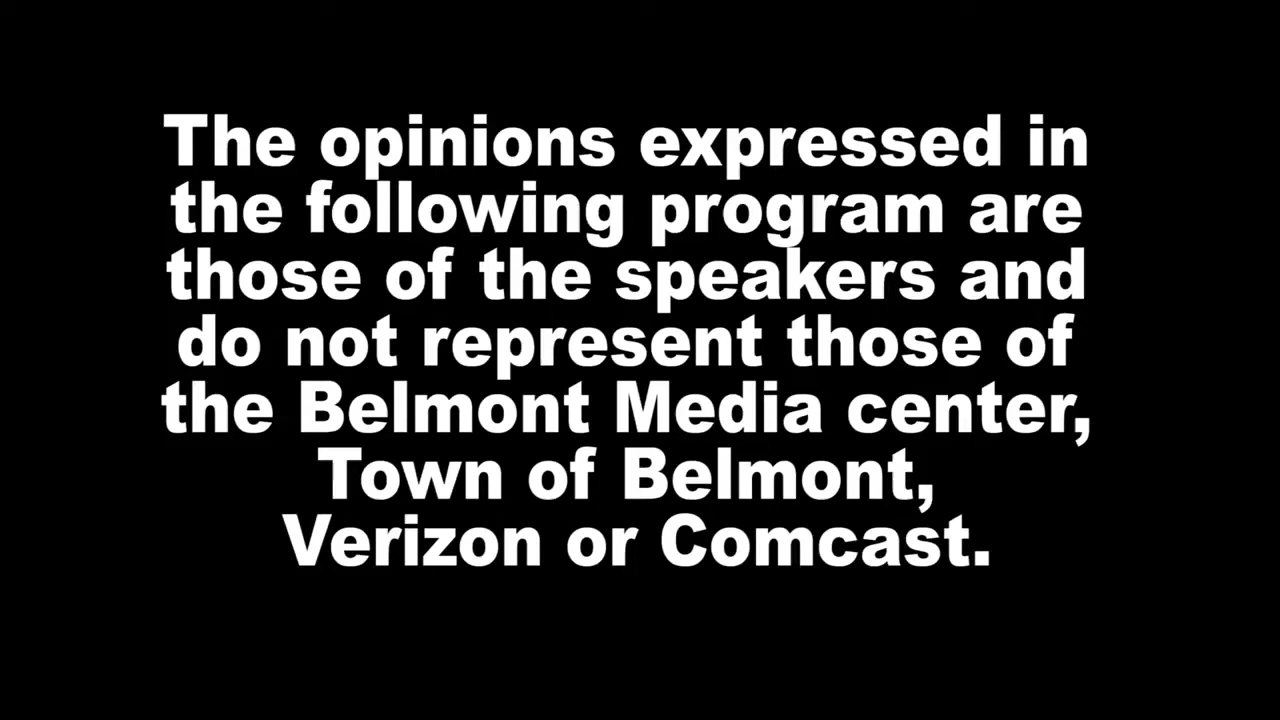 The opinions expressed in
the following program are
those of the speakers and
do not represent those of
the Belmont Media center,
Town of Belmont,
Verizon or Comcast.